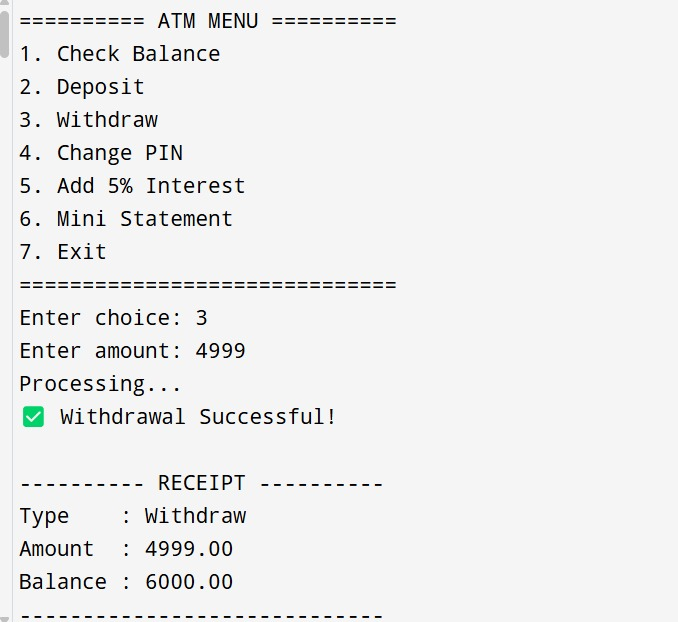 ========== ATM MENU ==========
1. Check Balance
2. Deposit
3. Withdraw
4. Change PIN
5. Add 5% Interest
6. Mini Statement
7. Exit
==============================
Enter choice: 3
Enter amount: 4999
Processing...
✅ Withdrawal Successful!

---------- RECEIPT ----------
Type    : Withdraw
Amount  : 4999.00
Balance : 6000.00
-----------------------------